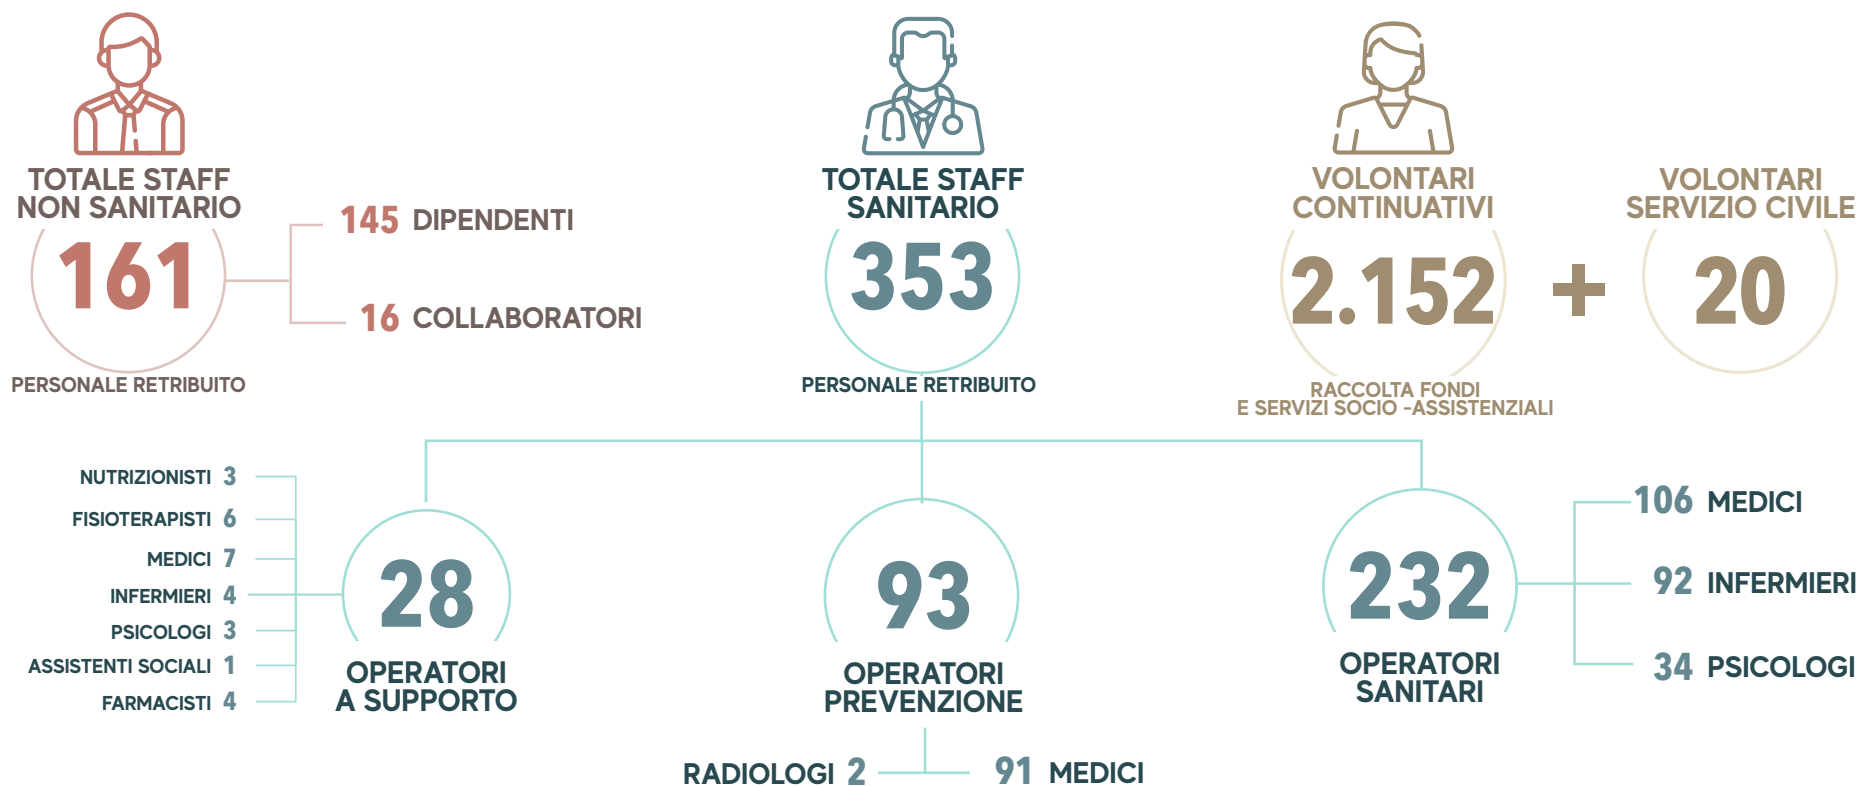 TOTALE STAFF
NON SANITARIO
161
PERSONALE RETRIBUITO
145 DIPENDENTI
16 COLLABORATORI
TOTALE STAFF
SANITARIO
353
PERSONALE RETRIBUITO
VOLONTARI
CONTINUATIVI
2.152
RACCOLTA FONDI
E SERVIZI SOCIO -ASSISTENZIALI
+
VOLONTARI
SERVIZIO CIVILE
20
NUTRIZIONISTI 3
FISIOTERAPISTI 6
MEDICI 7
INFERMIERI 4
PSICOLOGI 3
ASSISTENTI SOCIALI 1
FARMACISTI 4
28
OPERATORI
A SUPPORTO
93
OPERATORI
PREVENZIONE
RADIOLOGI 2
91 MEDICI
232
OPERATORI
SANITARI
106 MEDICI
92 INFERMIERI
34 PSICOLOGI